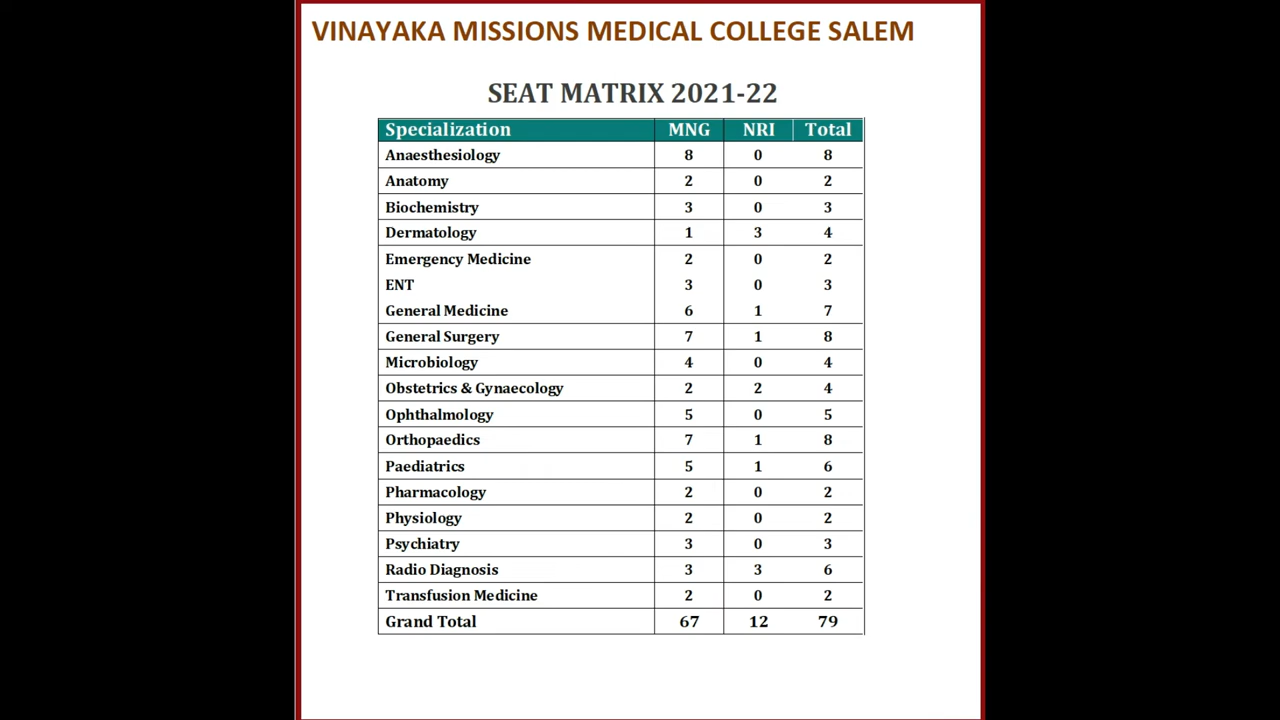 VINAYAKA MISSIONS MEDICAL COLLEGE SALEM
SEAT MATRIX 2021-22
Specialization MNG NRI Total
Anaesthesiology 8 0 8
Anatomy 2 0 2
Biochemistry 3 0 3
Dermatology 1 3 4
Emergency Medicine 2 0 2
ENT 3 0 3
General Medicine 6 1 7
General Surgery 7 1 8
Microbiology 4 0 4
Obstetrics & Gynaecology 2 2 4
Ophthalmology 5 0 5
Orthopaedics 7 1 8
Paediatrics 5 1 6
Pharmacology 2 0 2
Physiology 2 0 2
Psychiatry 3 0 3
Radio Diagnosis 3 3 6
Transfusion Medicine 2 0 2
Grand Total 67 12 79